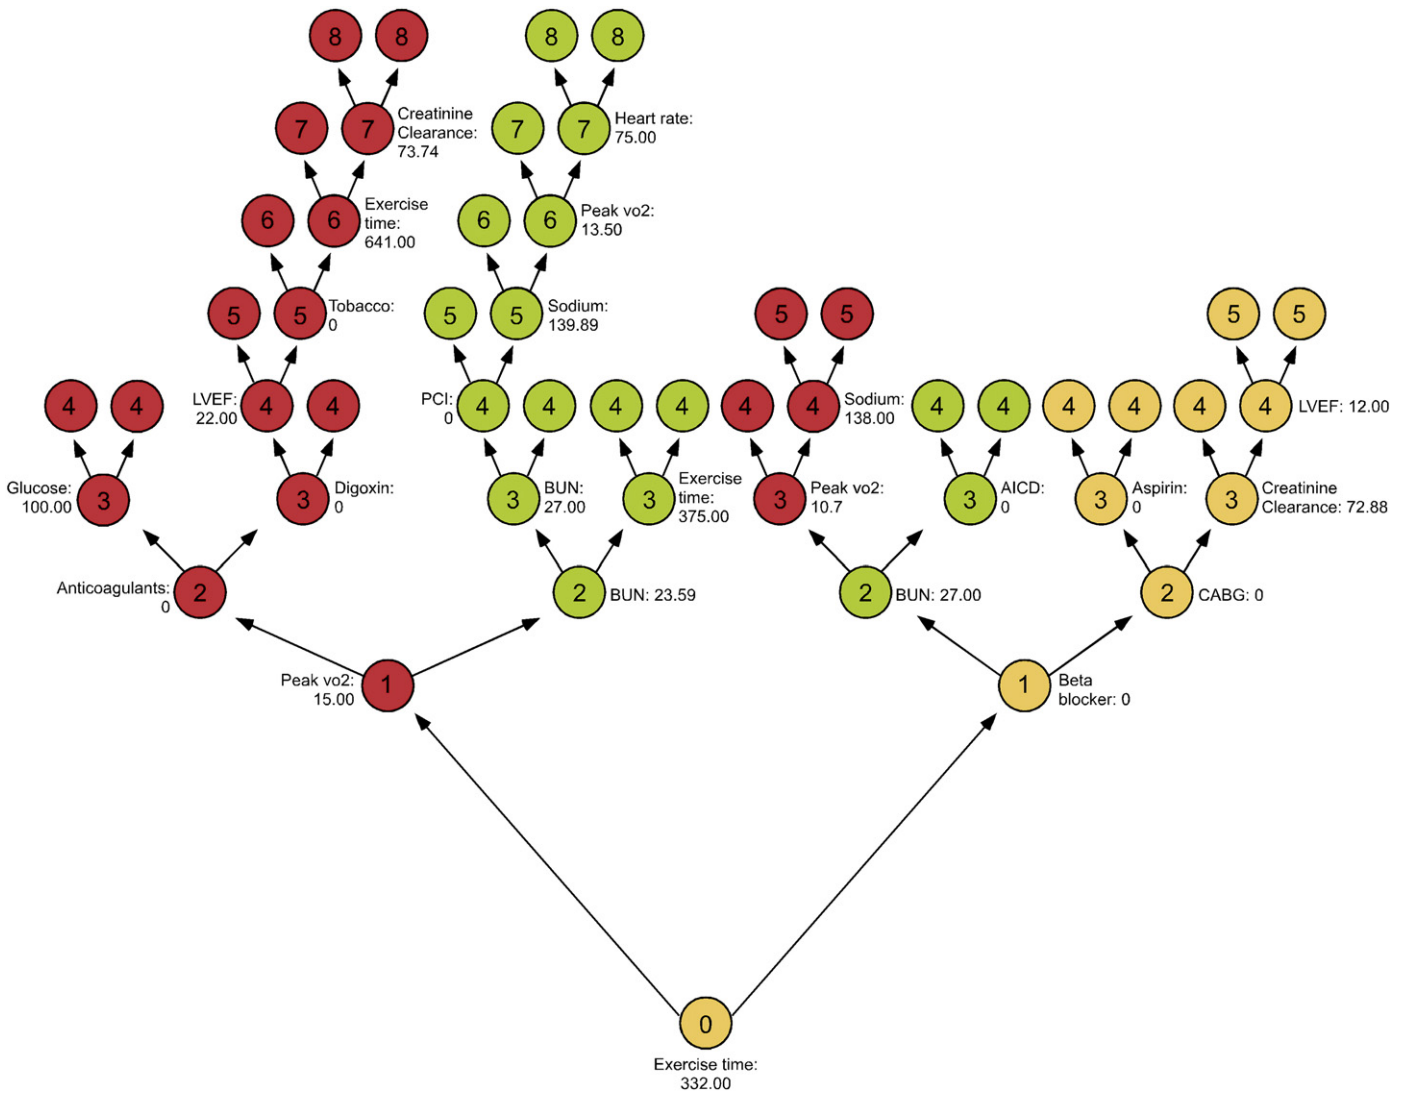 8 8 8 8
Creatinine
Clearance:
73.74
7 7 7 7
Heart rate:
75.00
Exercise
time:
641.00
6 6 6 6
Peak vo2:
13.50
5 5 5 5 5 5 5 5
Tobacco:
0
Sodium:
139.89
4 4 4 4 4 4 4 4 4 4 4 4 4 4 4 4
LVEF:
22.00
PCI:
0
Sodium:
138.00
LVEF: 12.00
3 3 3 3 3 3 3 3
Glucose:
100.00
Digoxin:
0
BUN:
27.00
Exercise
time:
375.00
Peak vo2:
10.7
AICD:
0
Aspirin:
0
Creatinine
Clearance: 72.88
2 2 2 2
Anticoagulants:
0
BUN: 23.59
BUN: 27.00
CABG: 0
1 1
Peak vo2:
15.00
Beta
blocker: 0
0
Exercise time:
332.00